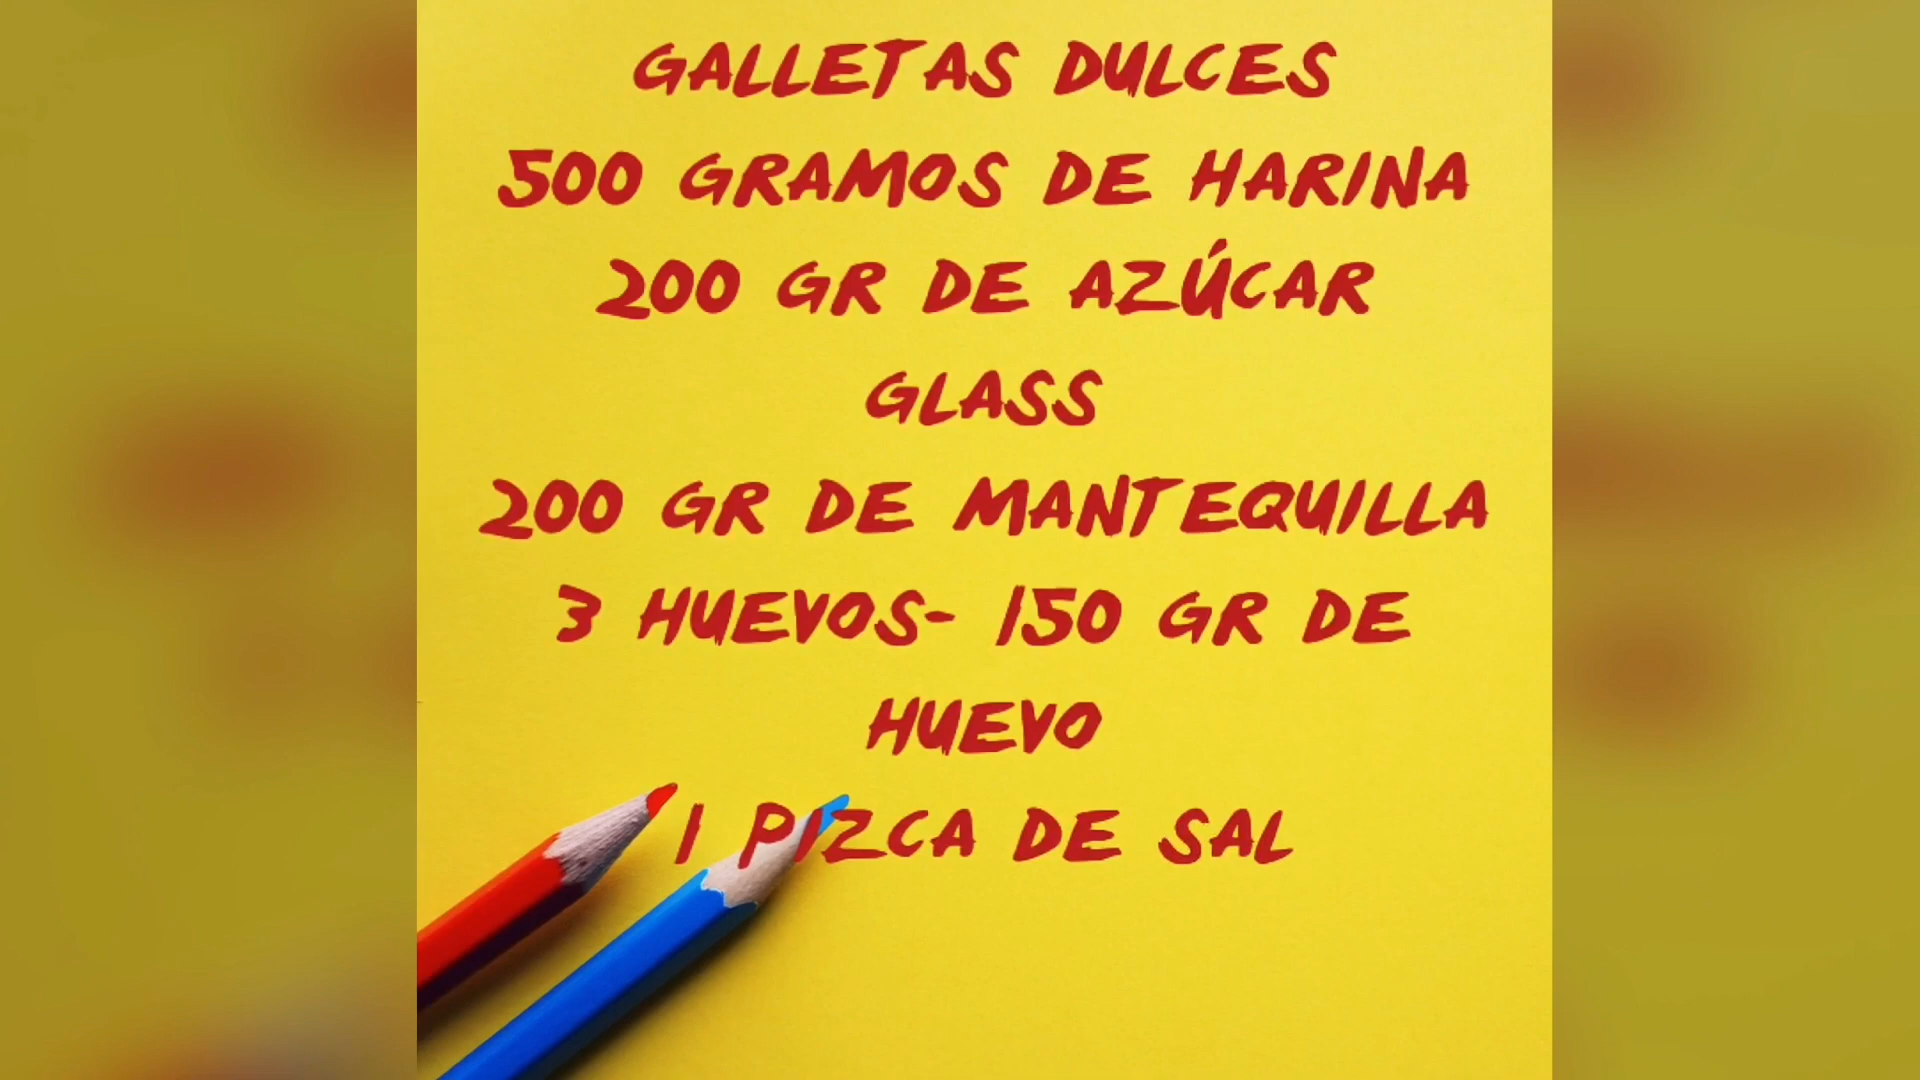 GALLETAS DULCES
500 GRAMOS DE HARINA
200 GR DE AZÚCAR
GLASS
200 GR DE MANTEQUILLA
3 HUEVOS- 150 GR DE
HUEVO
1 PIZCA DE SAL